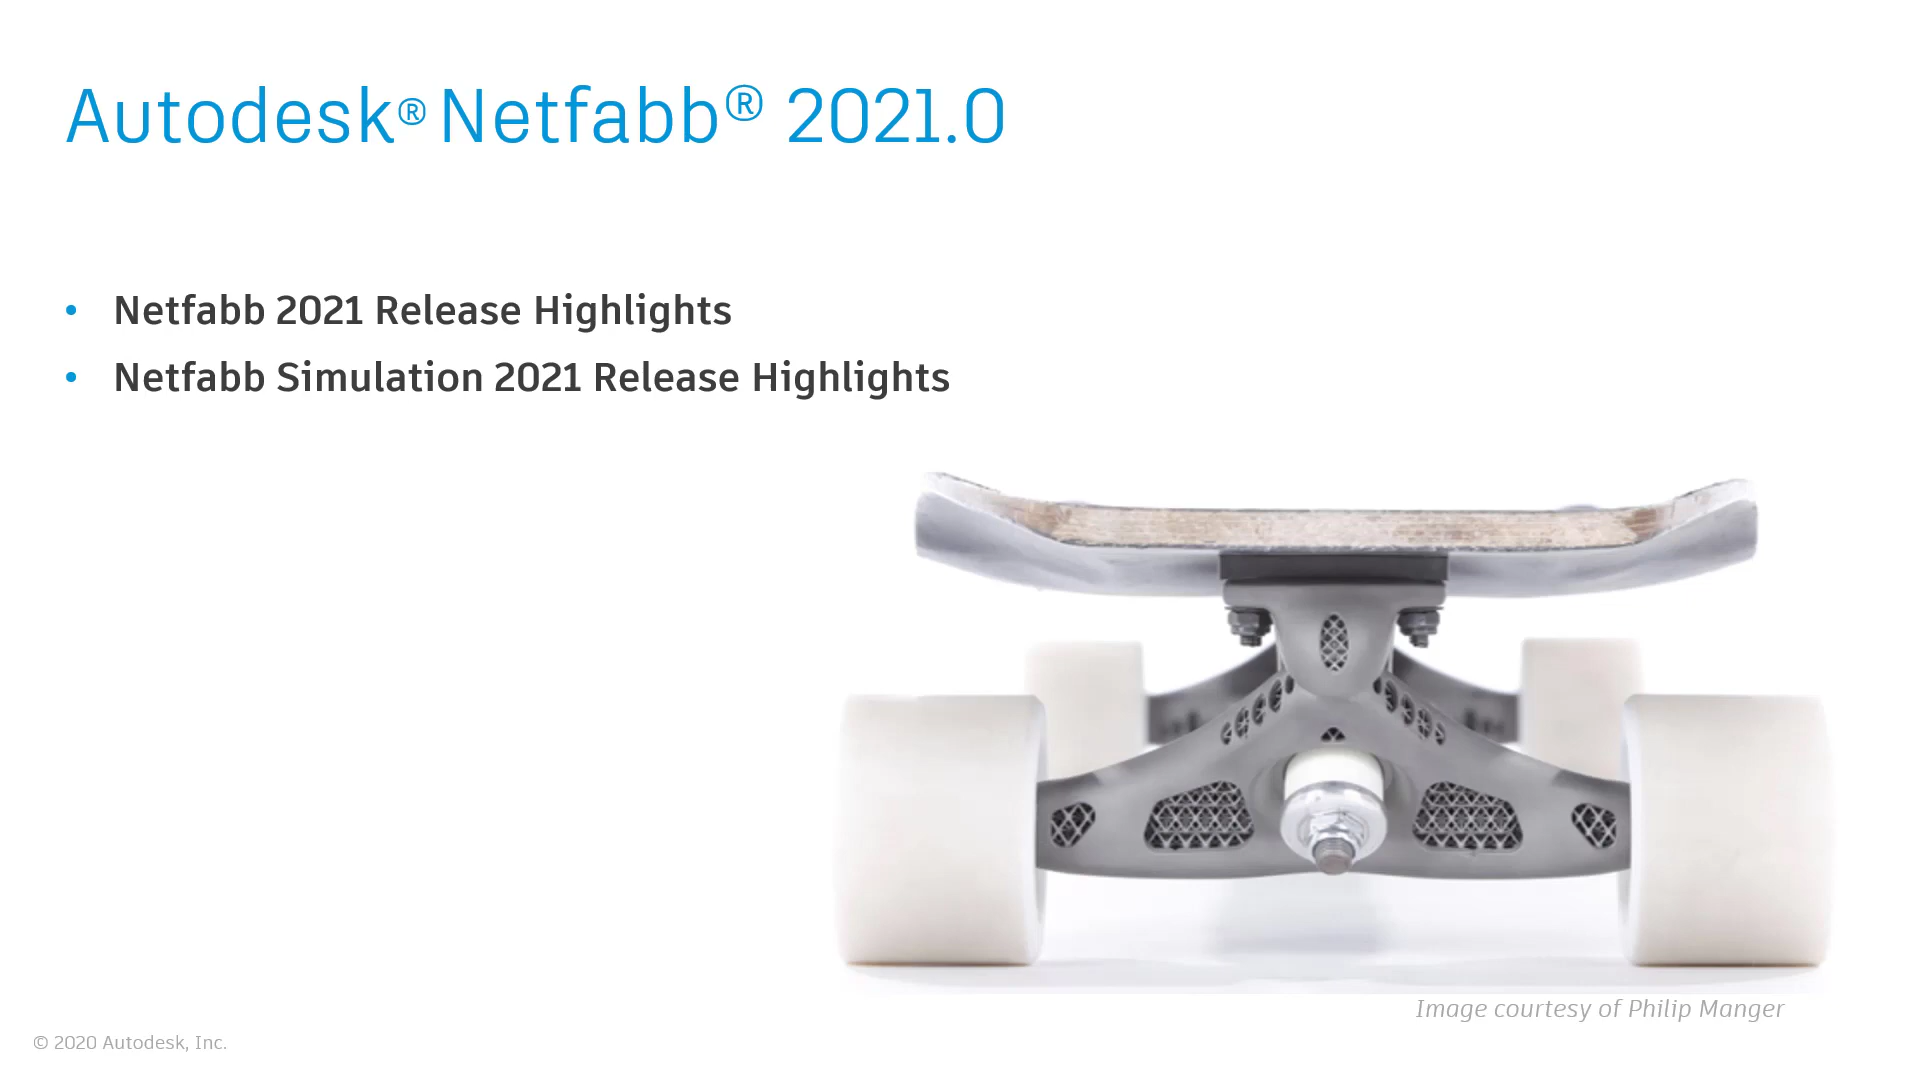 Autodesk® Netfabb® 2021.0
• Netfabb 2021 Release Highlights
• Netfabb Simulation 2021 Release Highlights
Image courtesy of Philip Manger
© 2020 Autodesk, Inc.